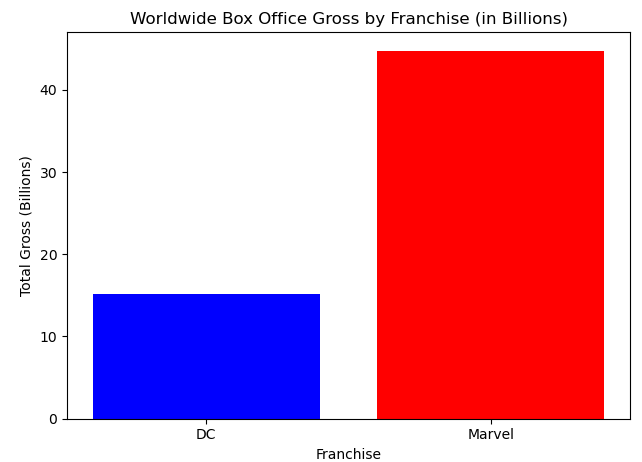 Worldwide Box Office Gross by Franchise (in Billions)
Total Gross (Billions)
40
30
20
10
0
DC
Marvel
Franchise